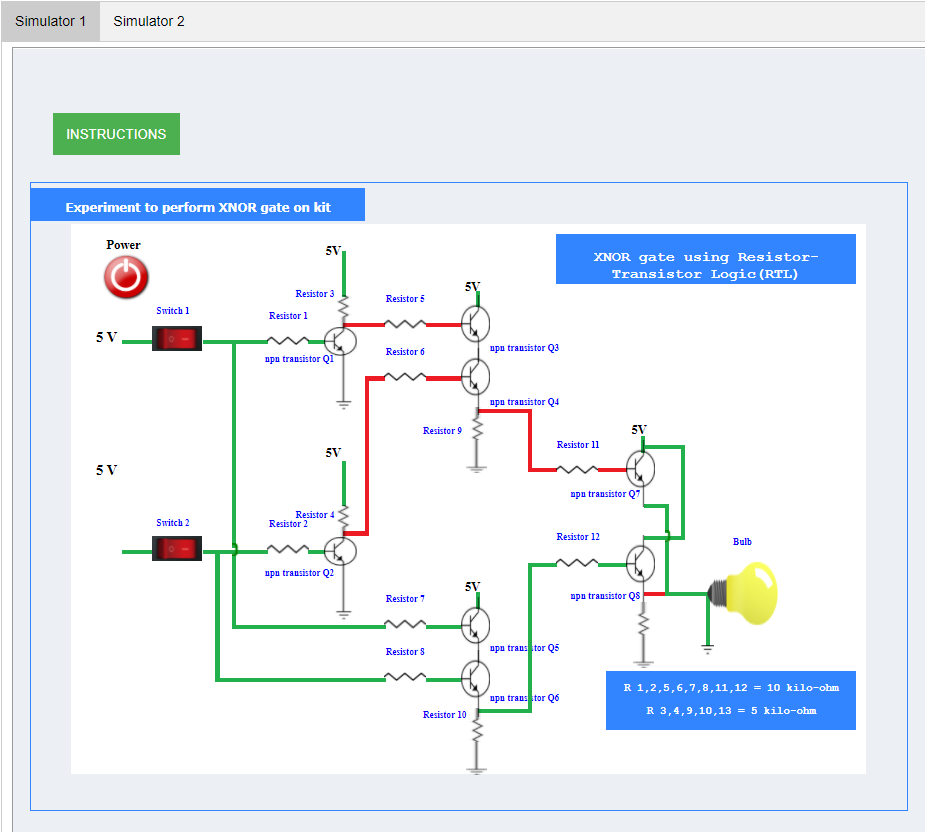 Simulator 1
Simulator 2
INSTRUCTIONS
Experiment to perform XNOR gate on kit
Power
5V
XNOR gate using Resistor-
Transistor Logic(RTL)
Resistor 3
5V
Resistor 5
Switch 1
Resistor 1
5 V
npn transistor Q3
Resistor 6
npn transistor Q1
npn transistor Q4
Resistor 9
5V
Resistor 11
5V
5 V
npn transistor Q7
Resistor 4
Switch 2
Resistor 2
Resistor 12
Bulb
npn transistor Q2
5V
npn transistor Q8
Resistor 7
npn transistor Q5
Resistor 8
R 1,2,5,6,7,8,11,12 = 10 kilo-ohm
npn transistor Q6
R 3,4,9,10,13 = 5 kilo-ohm
Resistor 10